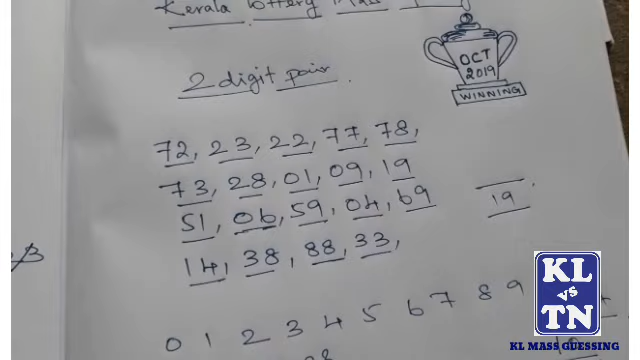 Kerala lottery
OCT
2019
WINNING
2 digit pair.
72, 23, 22, 77, 78,
73, 28, 01, 09, 19
51, 06, 59, 04, 69
19
14, 38, 88, 33,
0 1 2 3 4 5 6 7 8 9
KL
VS
TN
KL MASS GUESSING